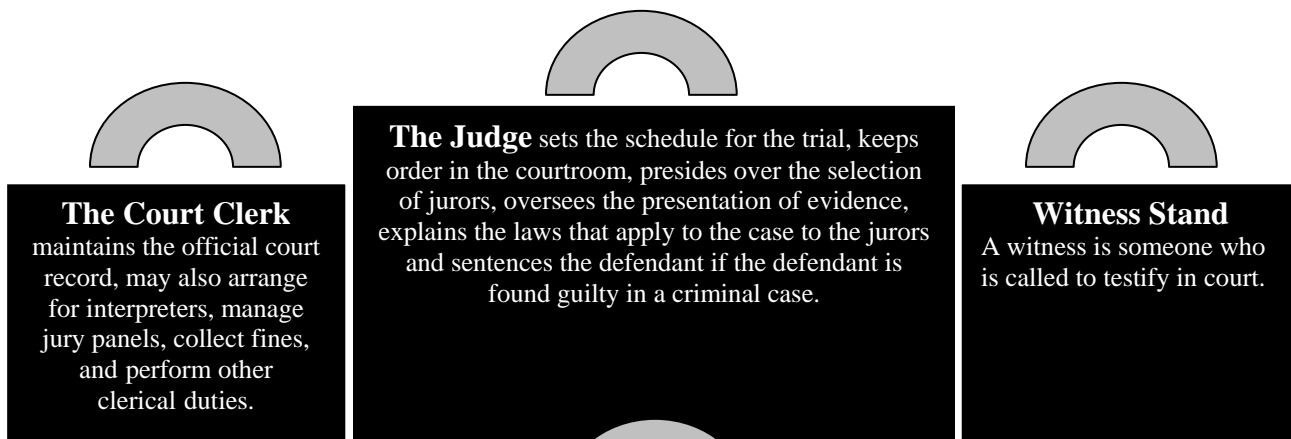 The Court Clerk
maintains the official court
record, may also arrange
for interpreters, manage
jury panels, collect fines,
and perform other
clerical duties.
The Judge sets the schedule for the trial, keeps
order in the courtroom, presides over the selection
of jurors, oversees the presentation of evidence,
explains the laws that apply to the case to the jurors
and sentences the defendant if the defendant is
found guilty in a criminal case.
Witness Stand
A witness is someone who
is called to testify in court.